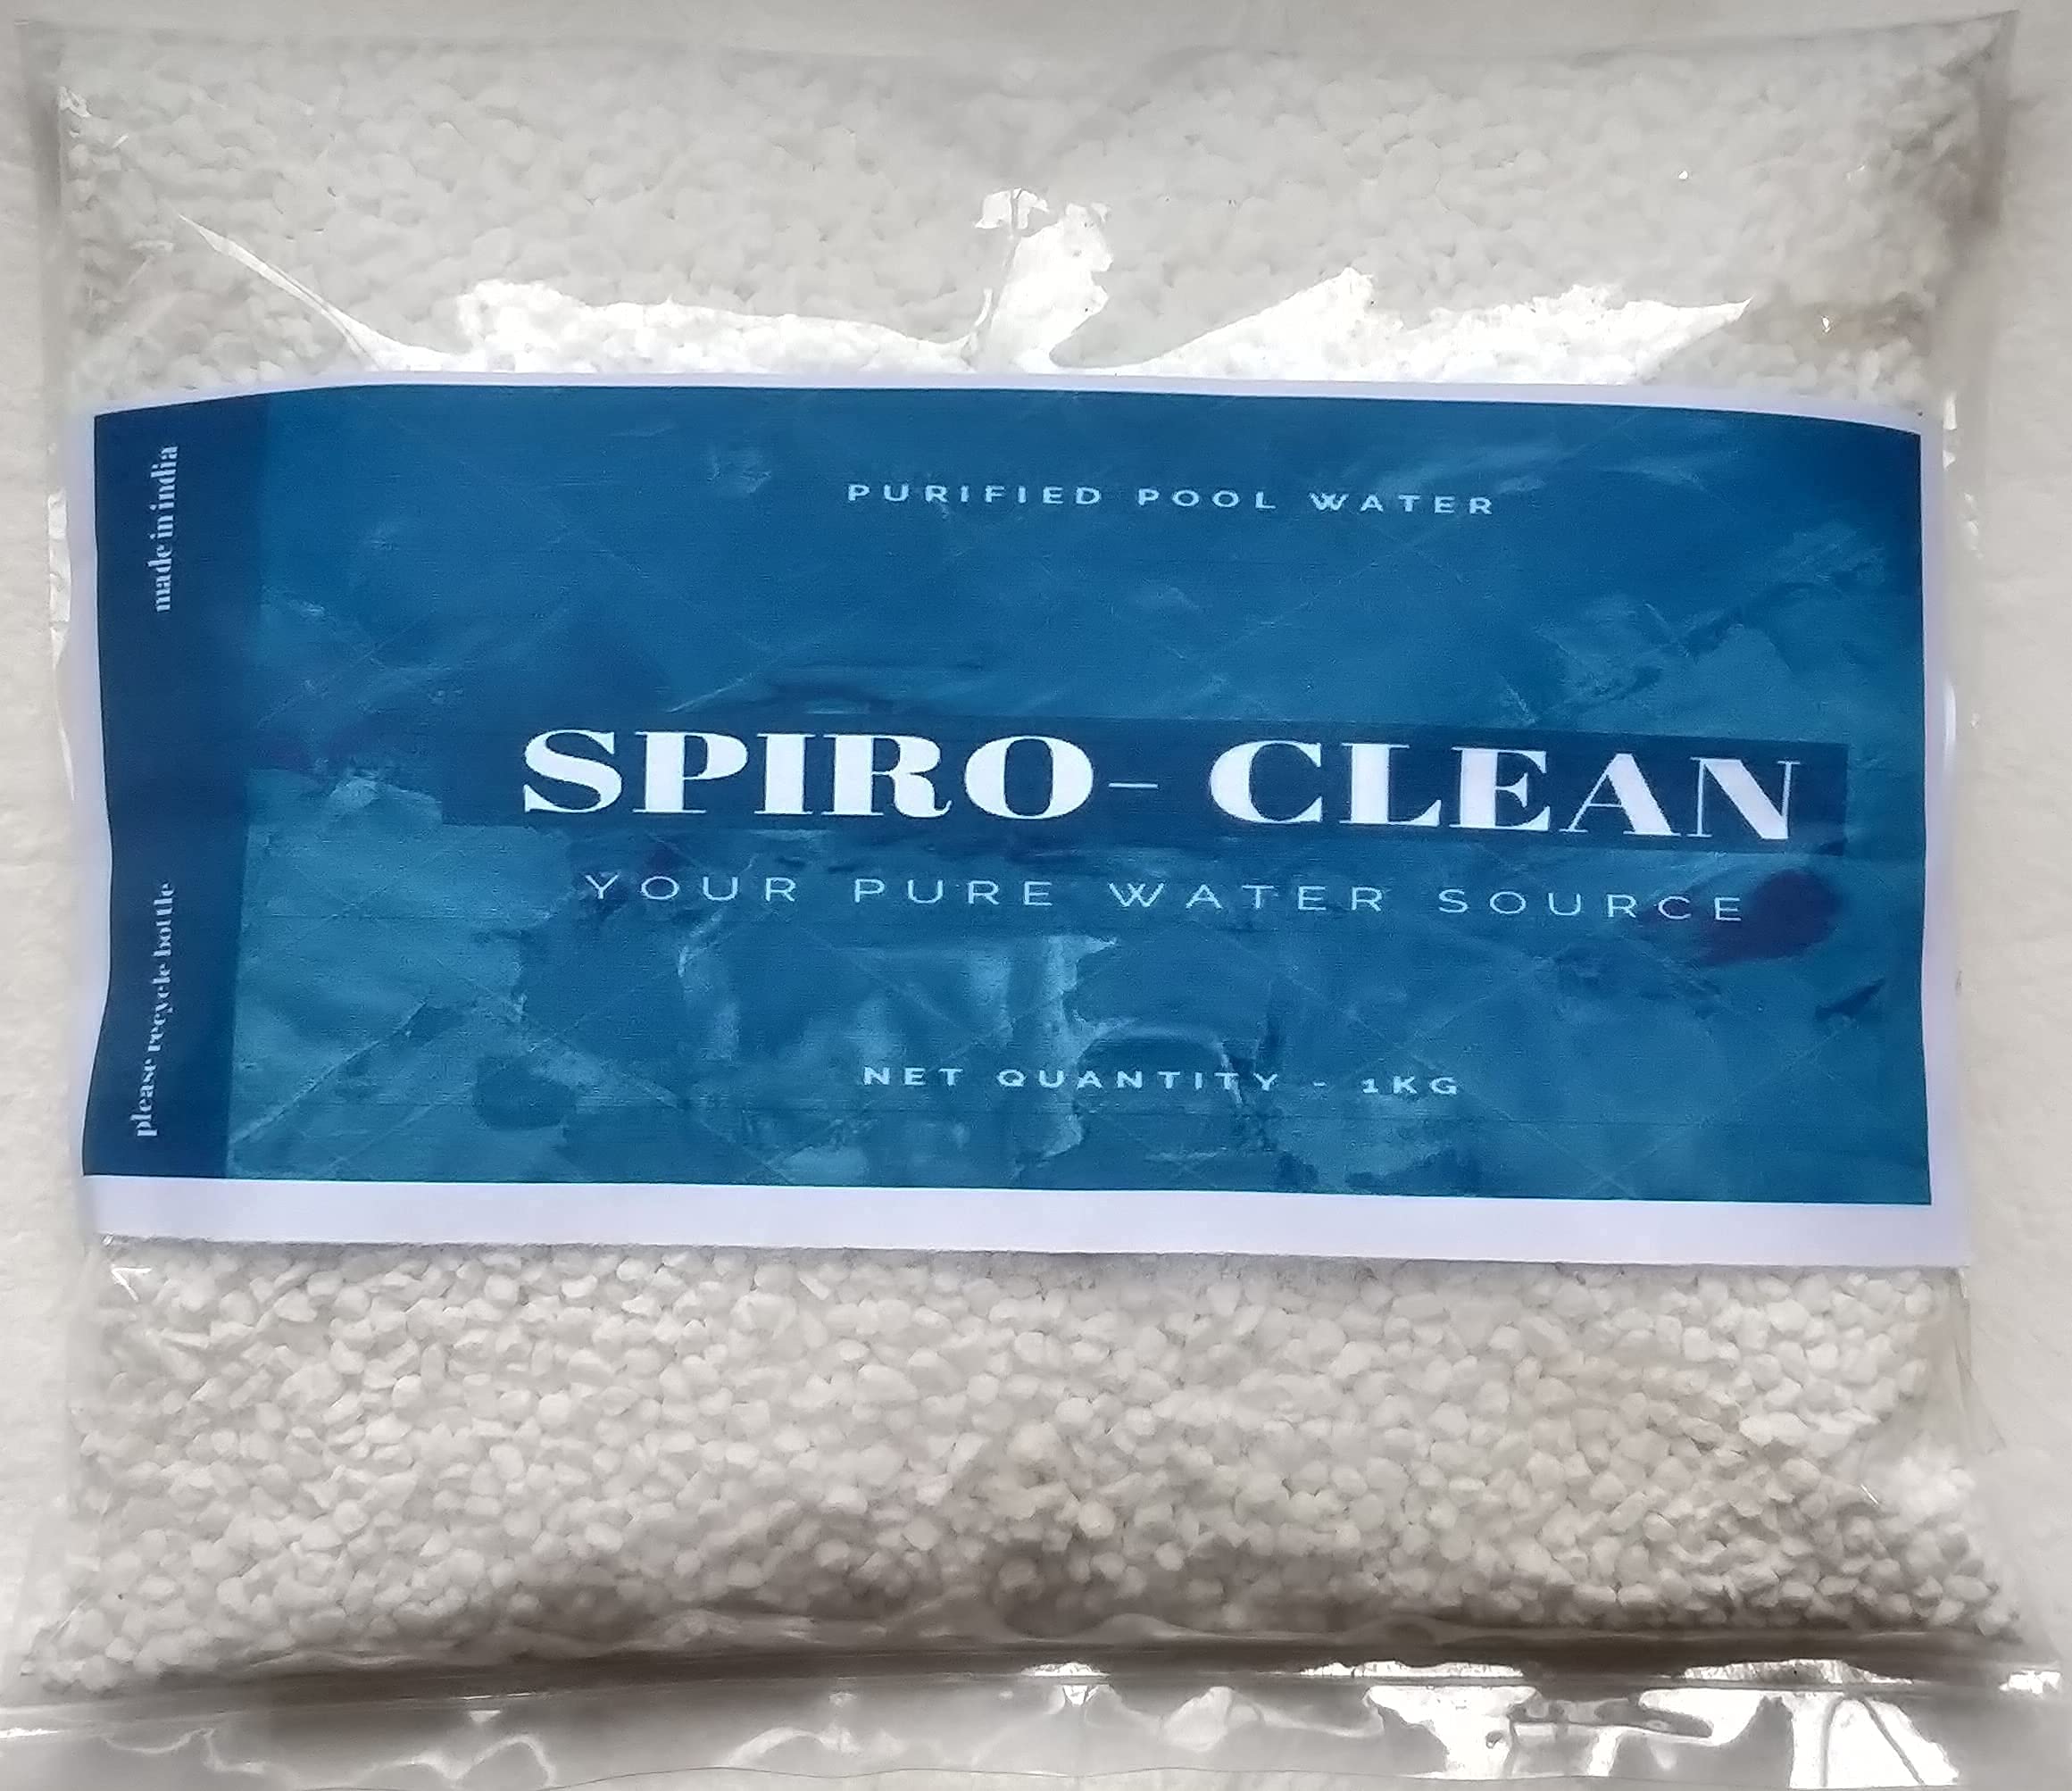 PURIFIED POOL WATER
SPIRO- CLEAN
YOUR PURE WATER SOURCE
NET QUANTITY - 1KG
made in india
please recycle bottle